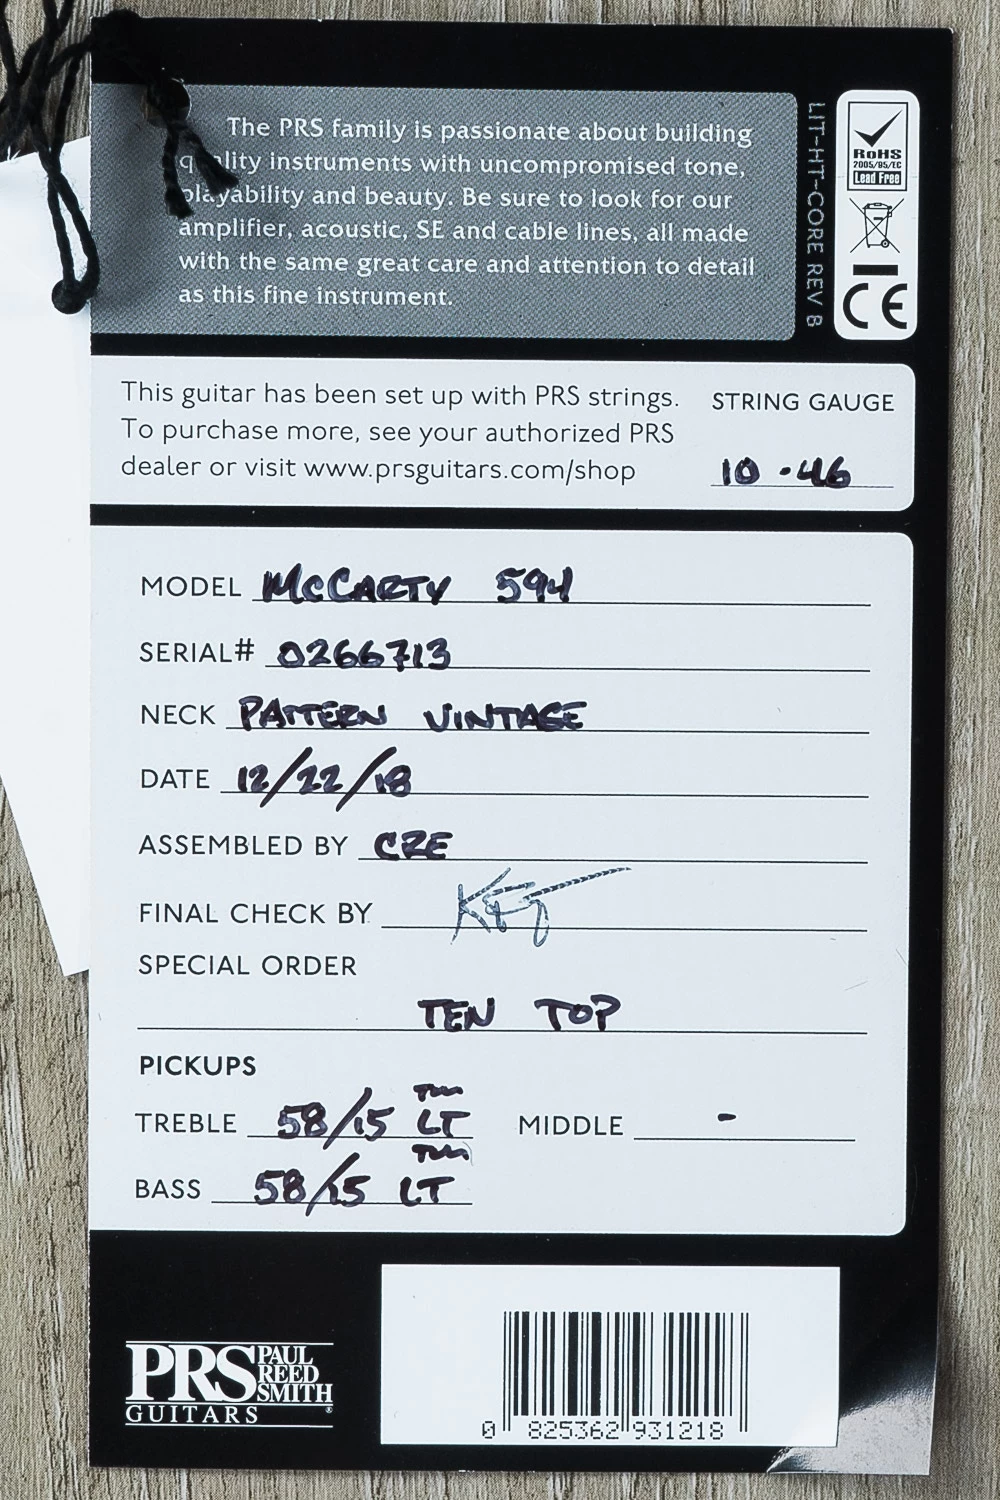 The PRS family is passionate about building
quality instruments with uncompromised tone,
playability and beauty. Be sure to look for our
amplifier, acoustic, SE and cable lines, all made
with the same great care and attention to detail
as this fine instrument.
LIT-HT-CORE REV B
RoHS
2005/95/EC
Lead Free
CE
This guitar has been set up with PRS strings.
To purchase more, see your authorized PRS
dealer or visit www.prsguitars.com/shop
STRING GAUGE
10 - 46
MODEL McCARTY 594
SERIAL# 0266713
NECK PATTERN VINTAGE
DATE 12/22/18
ASSEMBLED BY CZE
FINAL CHECK BY
SPECIAL ORDER
TEN TOP
PICKUPS
TREBLE 58/15 LT MIDDLE -
BASS 58/15 LT
PRS PAUL REED SMITH
GUITARS
0 825362 931218